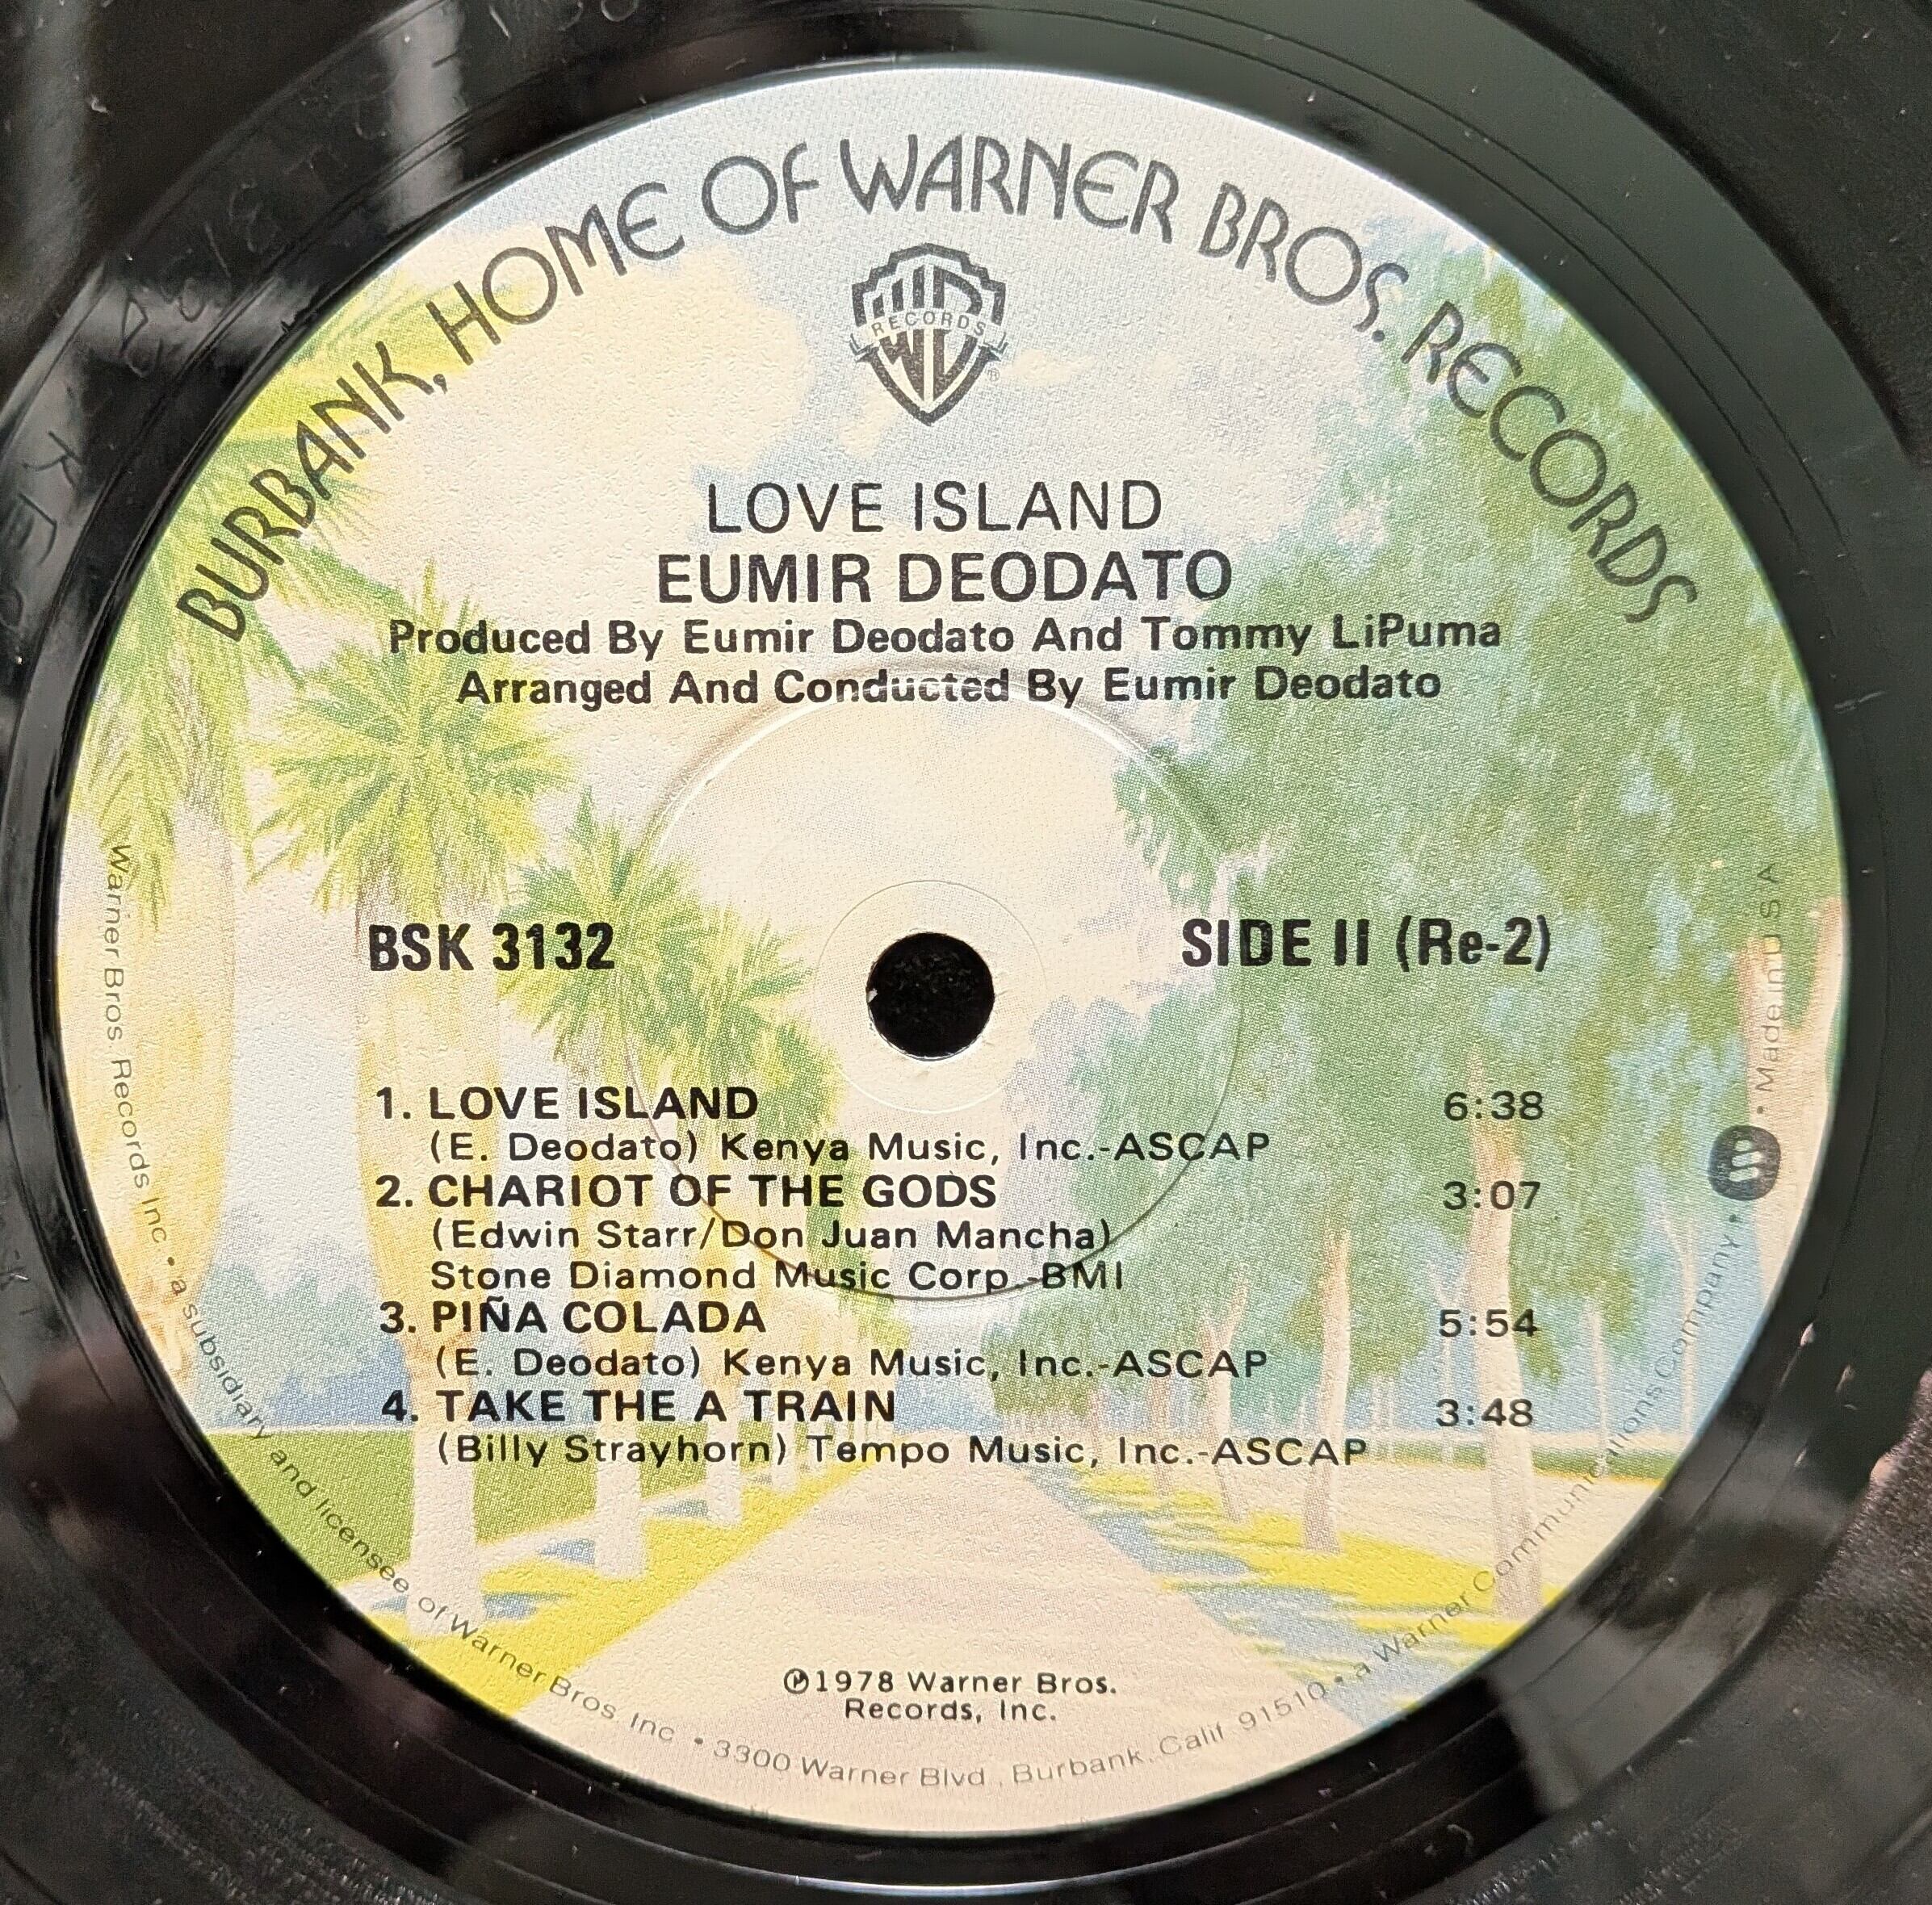 BURBANK, HOME OF WARNER BROS. RECORDS
RECORDS
®
LOVE ISLAND
EUMIR DEODATO
Produced By Eumir Deodato And Tommy LiPuma
Arranged And Conducted By Eumir Deodato
BSK 3132
SIDE II (Re-2)
1. LOVE ISLAND 6:38
(E. Deodato) Kenya Music, Inc.-ASCAP
2. CHARIOT OF THE GODS 3:07
(Edwin Starr/Don Juan Mancha)
Stone Diamond Music Corp.-BMI
3. PIÑA COLADA 5:54
(E. Deodato) Kenya Music, Inc.-ASCAP
4. TAKE THE A TRAIN 3:48
(Billy Strayhorn) Tempo Music, Inc.-ASCAP
℗1978 Warner Bros.
Records, Inc.
Warner Bros. Records Inc. • a subsidiary and licensee of Warner Bros. Inc. • 3300 Warner Blvd., Burbank, Calif. 91510 • a Warner Communications Company • • Made in U.S.A.